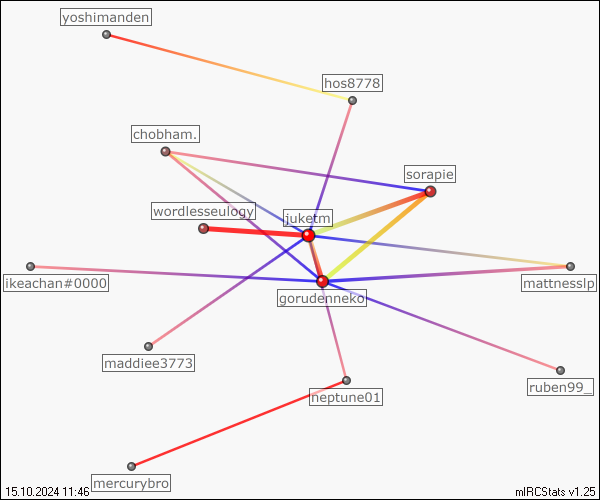 yoshimanden
hos8778
chobham.
sorapie
wordlesseulogy
juketm
ikeachan#0000
mattnesslp
gorudenneko
maddiee3773
ruben99_
neptune01
mercurybro
15.10.2024 11:46
mIRCStats v1.25